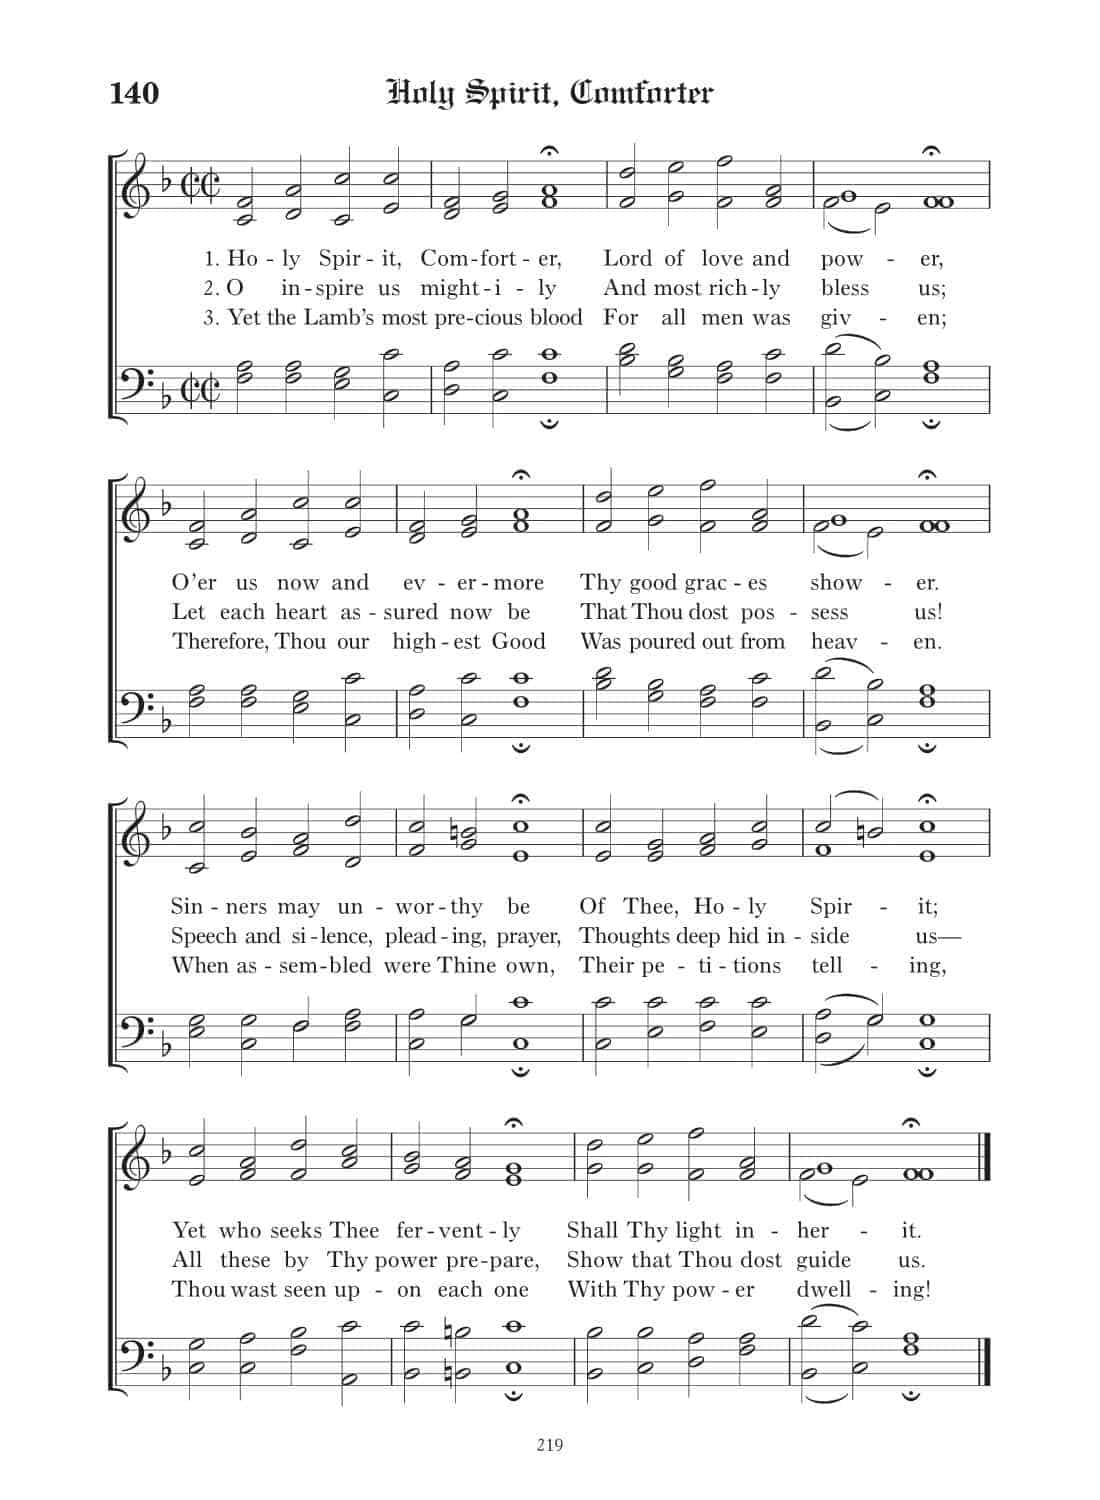 140 Holy Spirit, Comforter
1. Ho - ly Spir - it, Com-fort - er, Lord of love and pow - er,
2. O in - spire us might - i - ly And most rich - ly bless us;
3. Yet the Lamb’s most pre-cious blood For all men was giv - en;
O’er us now and ev - er - more Thy good grac - es show - er.
Let each heart as - sured now be That Thou dost pos - sess us!
Therefore, Thou our high - est Good Was poured out from heav - en.
Sin - ners may un - wor - thy be Of Thee, Ho - ly Spir - it;
Speech and si - lence, plead - ing, prayer, Thoughts deep hid in - side us—
When as - sem - bled were Thine own, Their pe - ti - tions tell - ing,
Yet who seeks Thee fer - vent - ly Shall Thy light in - her - it.
All these by Thy power pre - pare, Show that Thou dost guide us.
Thou wast seen up - on each one With Thy pow - er dwell - ing!
219